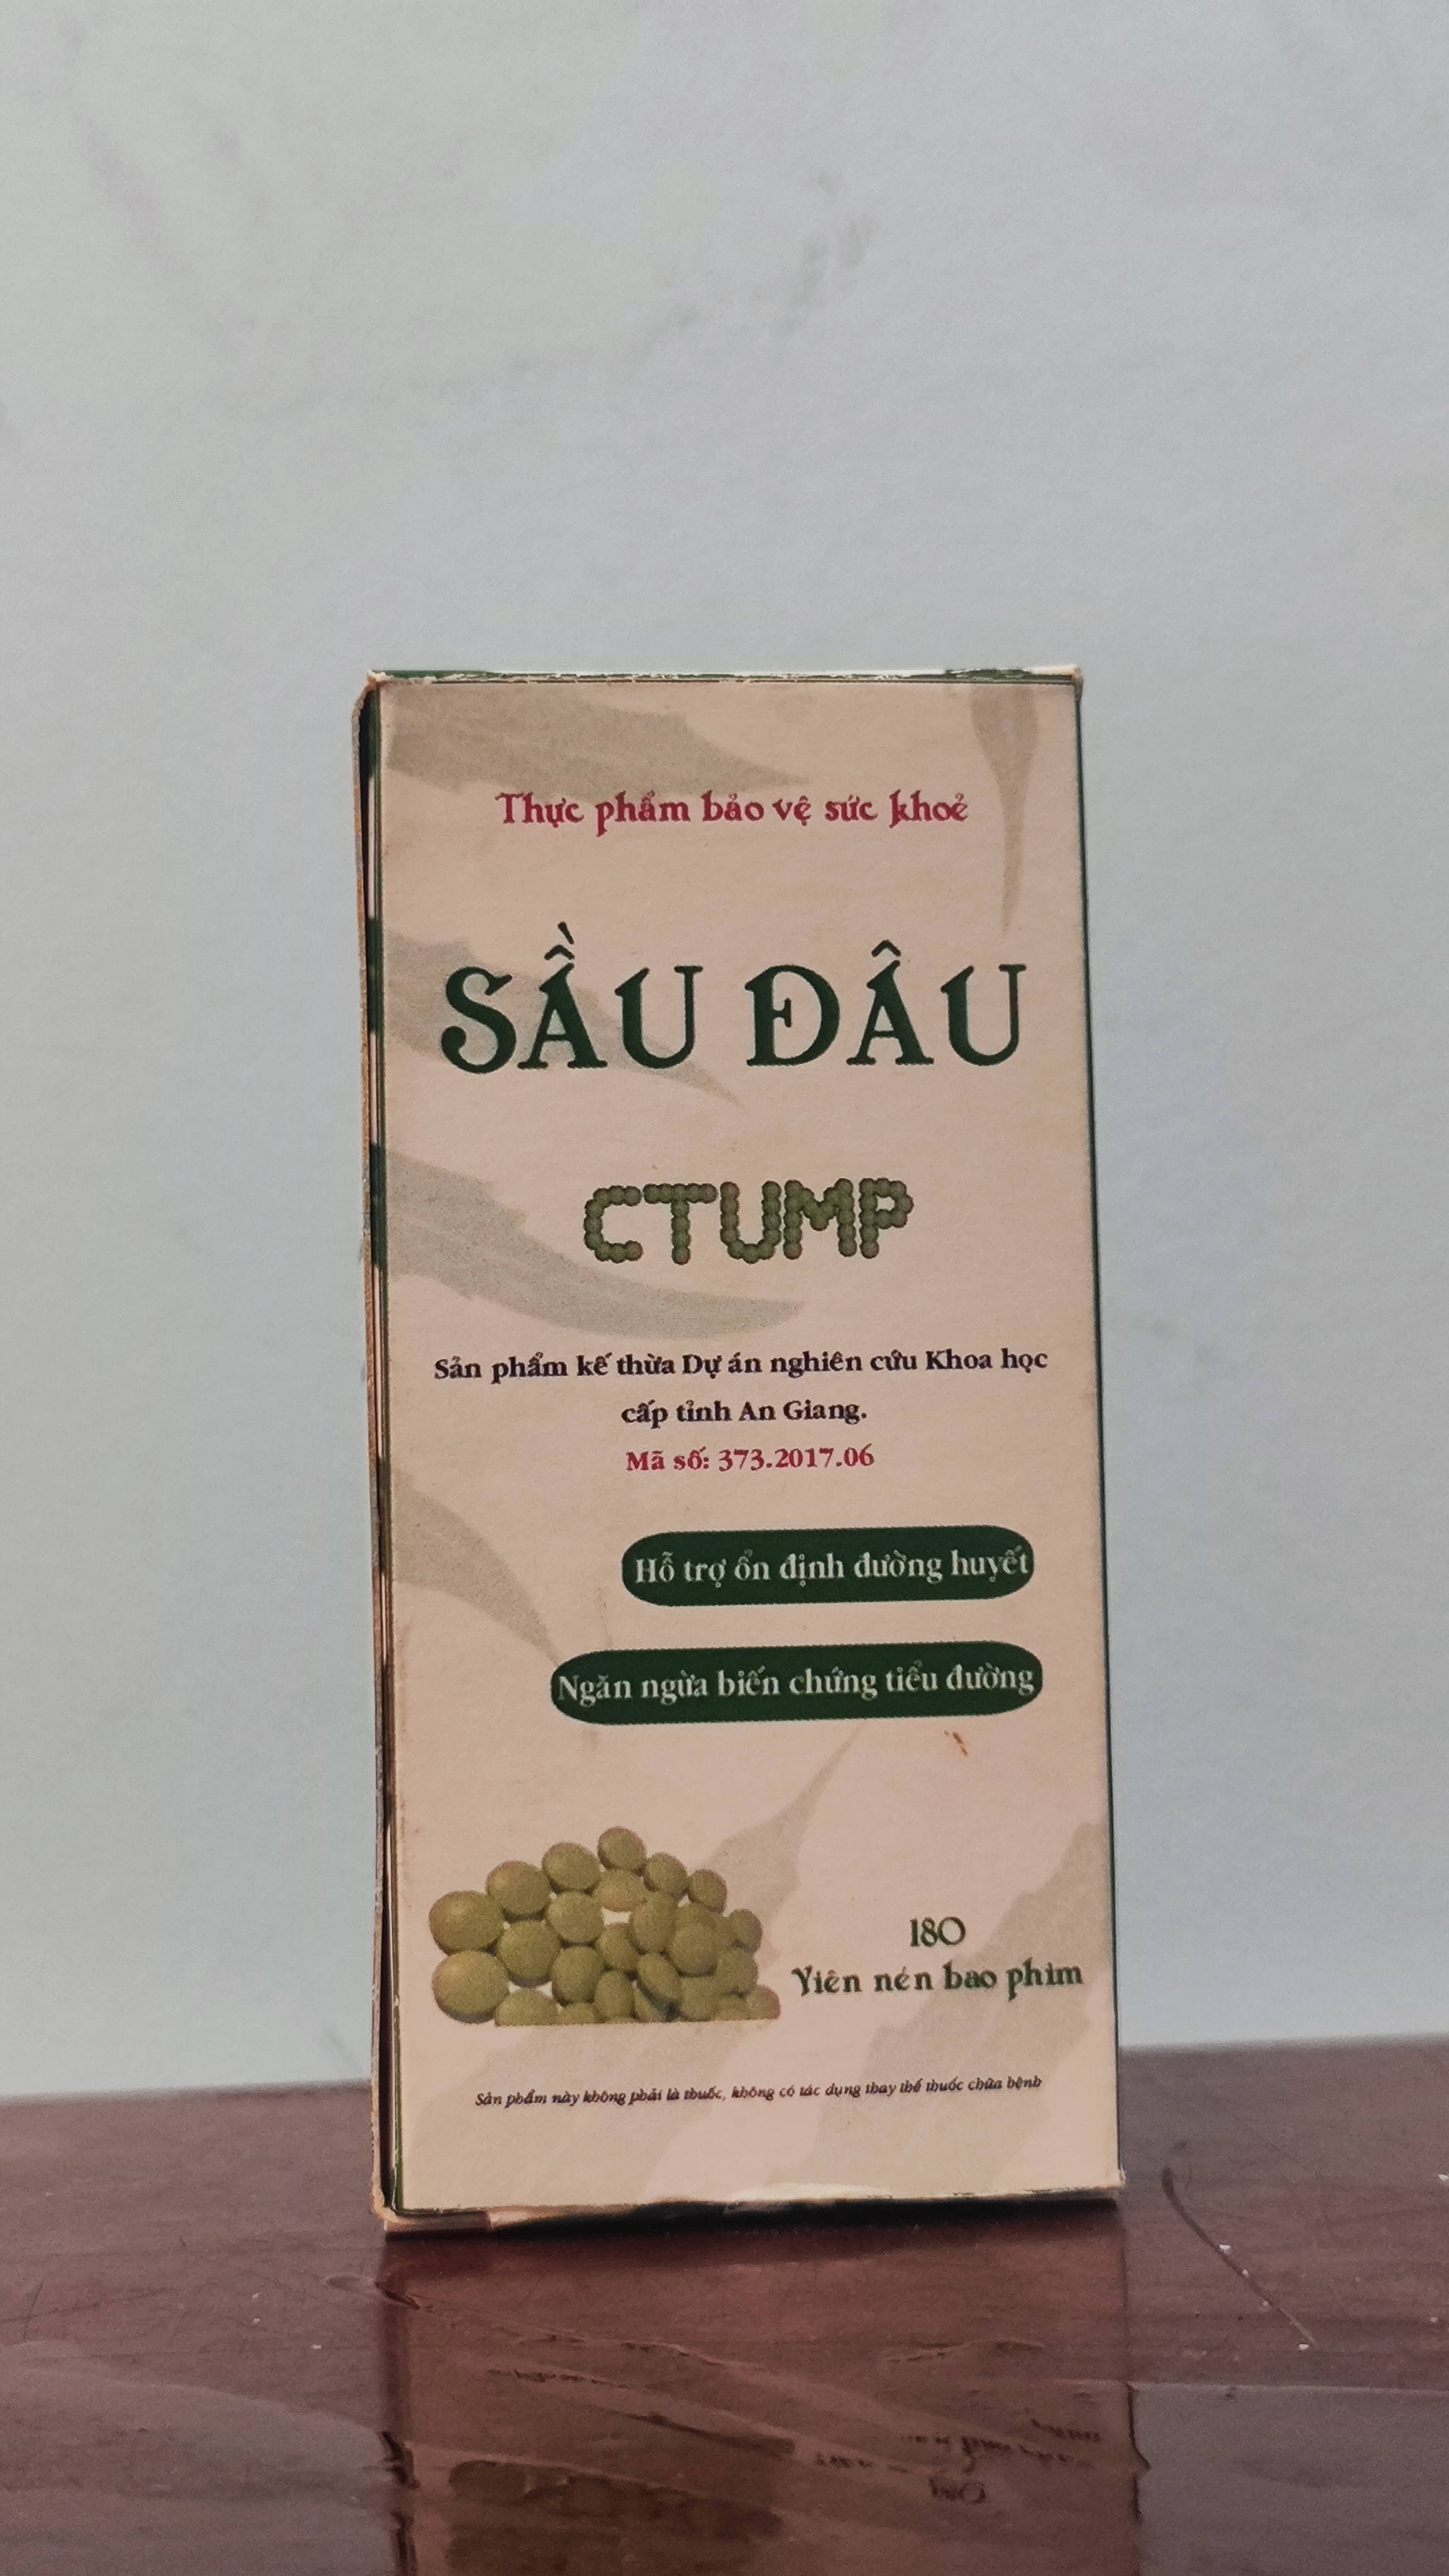 Thực phẩm bảo vệ sức khoẻ
SẦU ĐÂU
CTUMP
Sản phẩm kế thừa Dự án nghiên cứu Khoa học
cấp tỉnh An Giang.
Mã số: 373.2017.06
Hỗ trợ ổn định đường huyết
Ngăn ngừa biến chứng tiểu đường
180
Viên nén bao phim
Sản phẩm này không phải là thuốc, không có tác dụng thay thế thuốc chữa bệnh